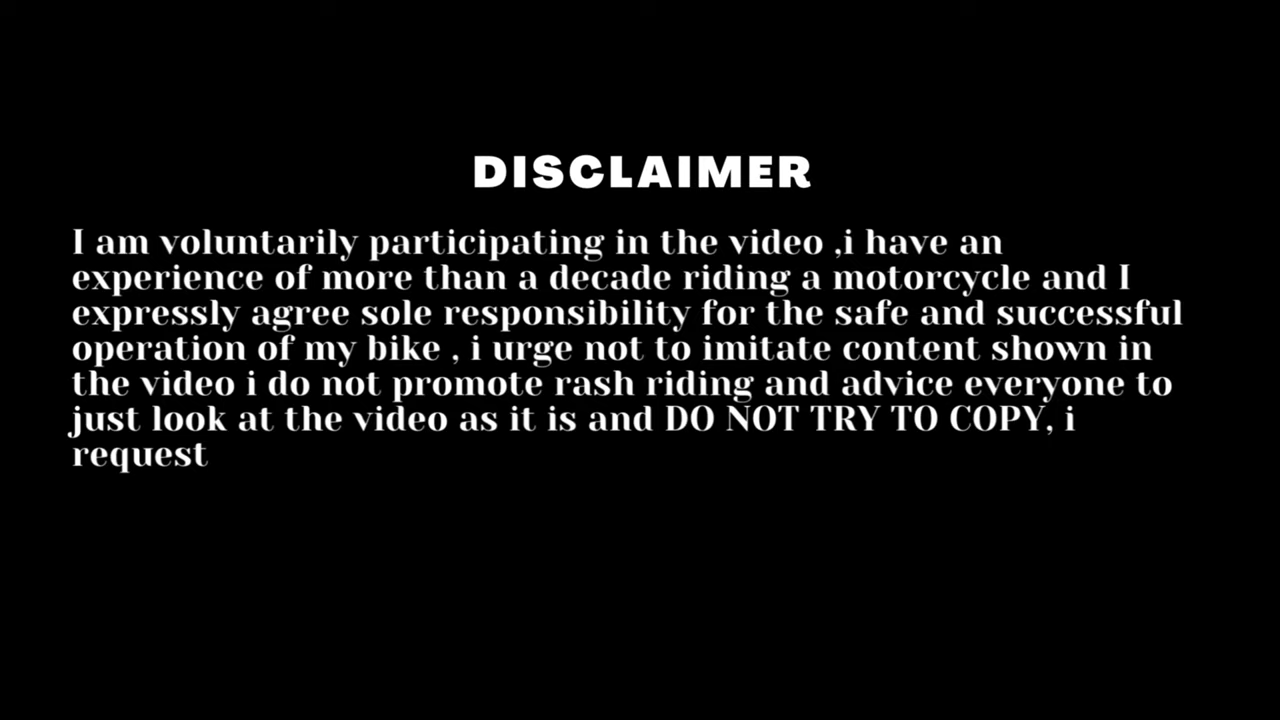 DISCLAIMER
I am voluntarily participating in the video ,i have an
experience of more than a decade riding a motorcycle and I
expressly agree sole responsibility for the safe and successful
operation of my bike , i urge not to imitate content shown in
the video i do not promote rash riding and advice everyone to
just look at the video as it is and DO NOT TRY TO COPY, i
request